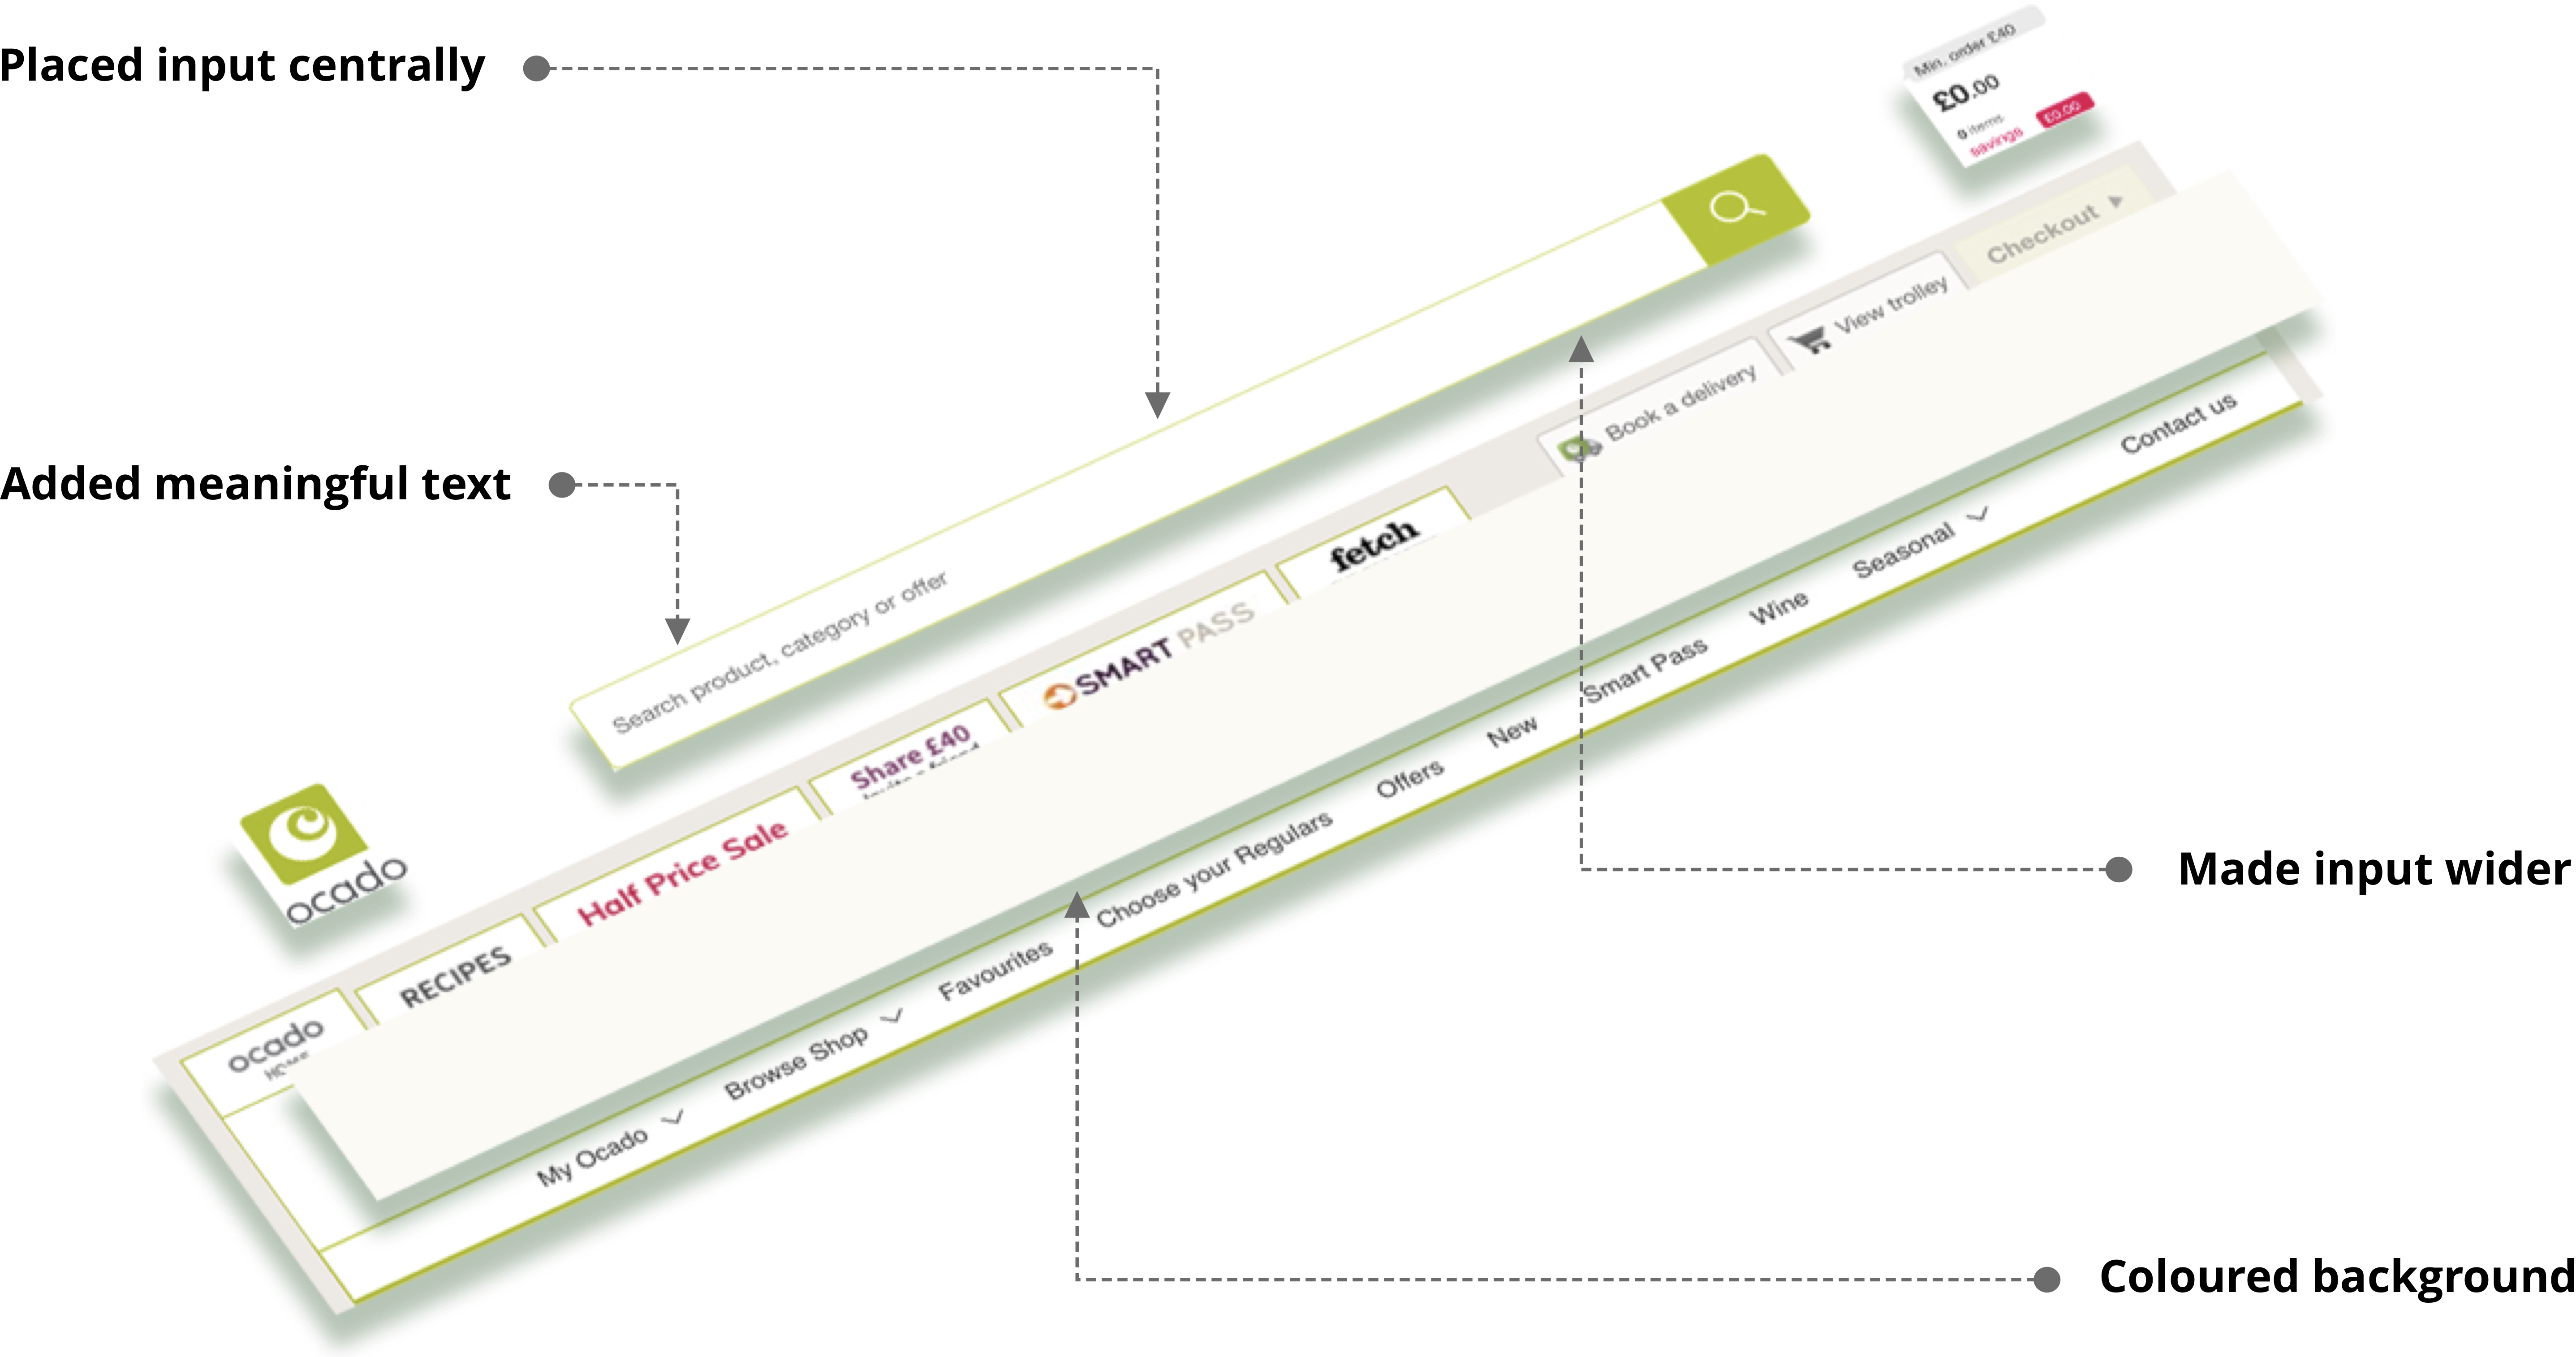 Placed input centrally
Min. order £40
£0.00
0 items
savings £0.00
Checkout
View trolley
Book a delivery
Added meaningful text
Search product, category or offer
fetch
SMART PASS
Share £40
Half Price Sale
RECIPES
ocado
ocado
My Ocado
Browse Shop
Favourites
Choose your Regulars
Offers
New
Smart Pass
Wine
Seasonal
Contact us
Made input wider
Coloured background